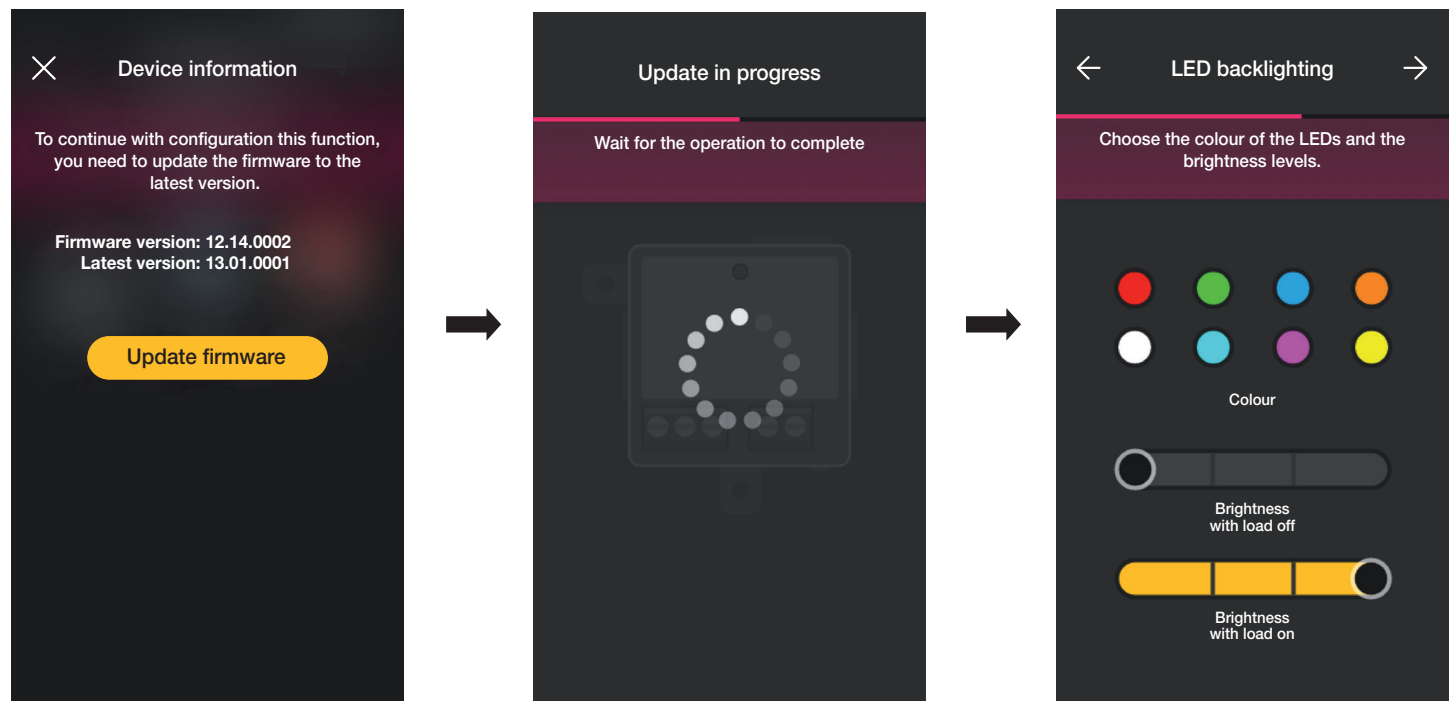 Device information
To continue with configuration this function,
you need to update the firmware to the
latest version.
Firmware version: 12.14.0002
Latest version: 13.01.0001
Update firmware
Update in progress
Wait for the operation to complete
LED backlighting
Choose the colour of the LEDs and the
brightness levels.
Colour
Brightness
with load off
Brightness
with load on